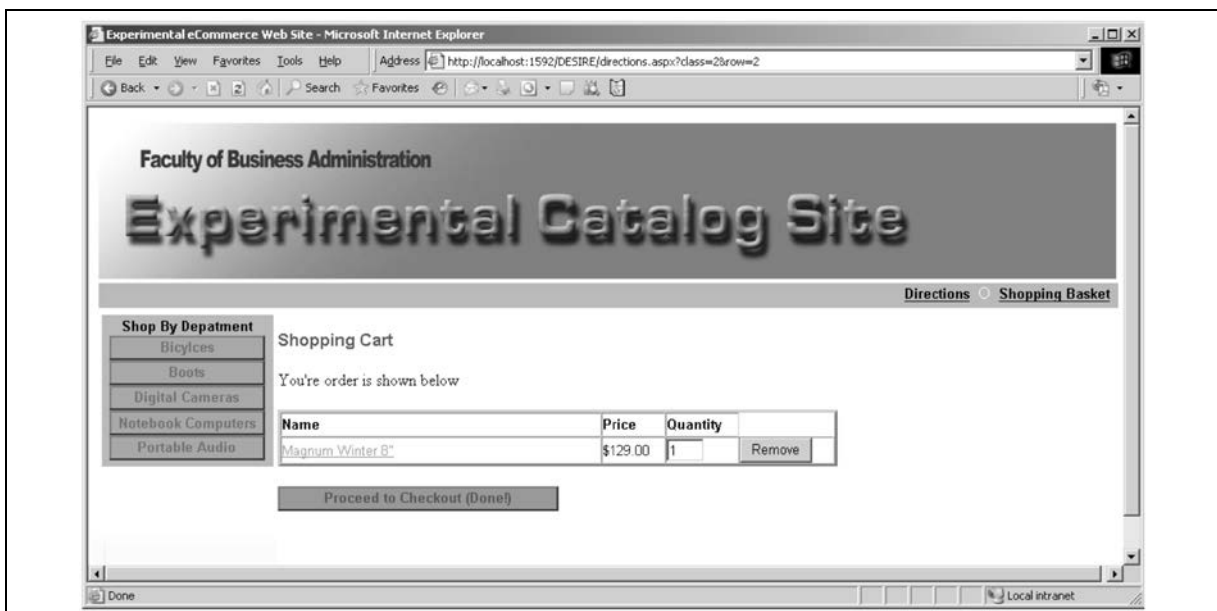 Experimental eCommerce Web Site - Microsoft Internet Explorer
File Edit View Favorites Tools Help Address http://localhost:1592/DESIRE/directions.aspx?class=2&row=2
Back Search Favorites
Faculty of Business Administration
Experimental Catalog Site
Directions Shopping Basket
Shop By Depatment
Bicylces
Boots
Digital Cameras
Notebook Computers
Portable Audio
Shopping Cart
You're order is shown below
Name Price Quantity
Magnum Winter 8" $129.00 1 Remove
Proceed to Checkout (Done!)
Done Local intranet